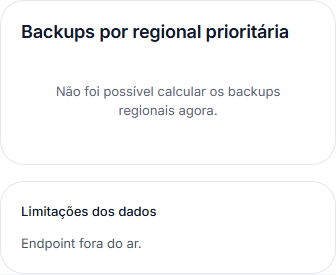 Backups por regional prioritária
Não foi possível calcular os backups
regionais agora.
Limitações dos dados
Endpoint fora do ar.